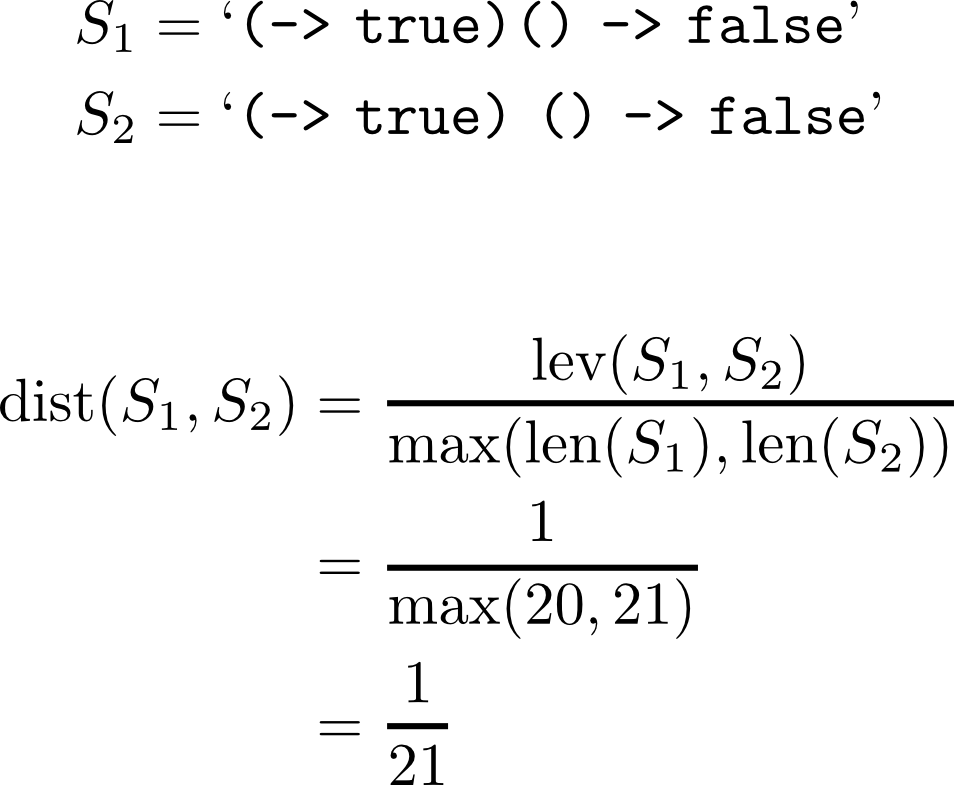 S₁ = ‘(-> true)() -> false’
S₂ = ‘(-> true) () -> false’
dist(S₁, S₂) = lev(S₁, S₂) / max(len(S₁), len(S₂))
= 1 / max(20, 21)
= 1 / 21